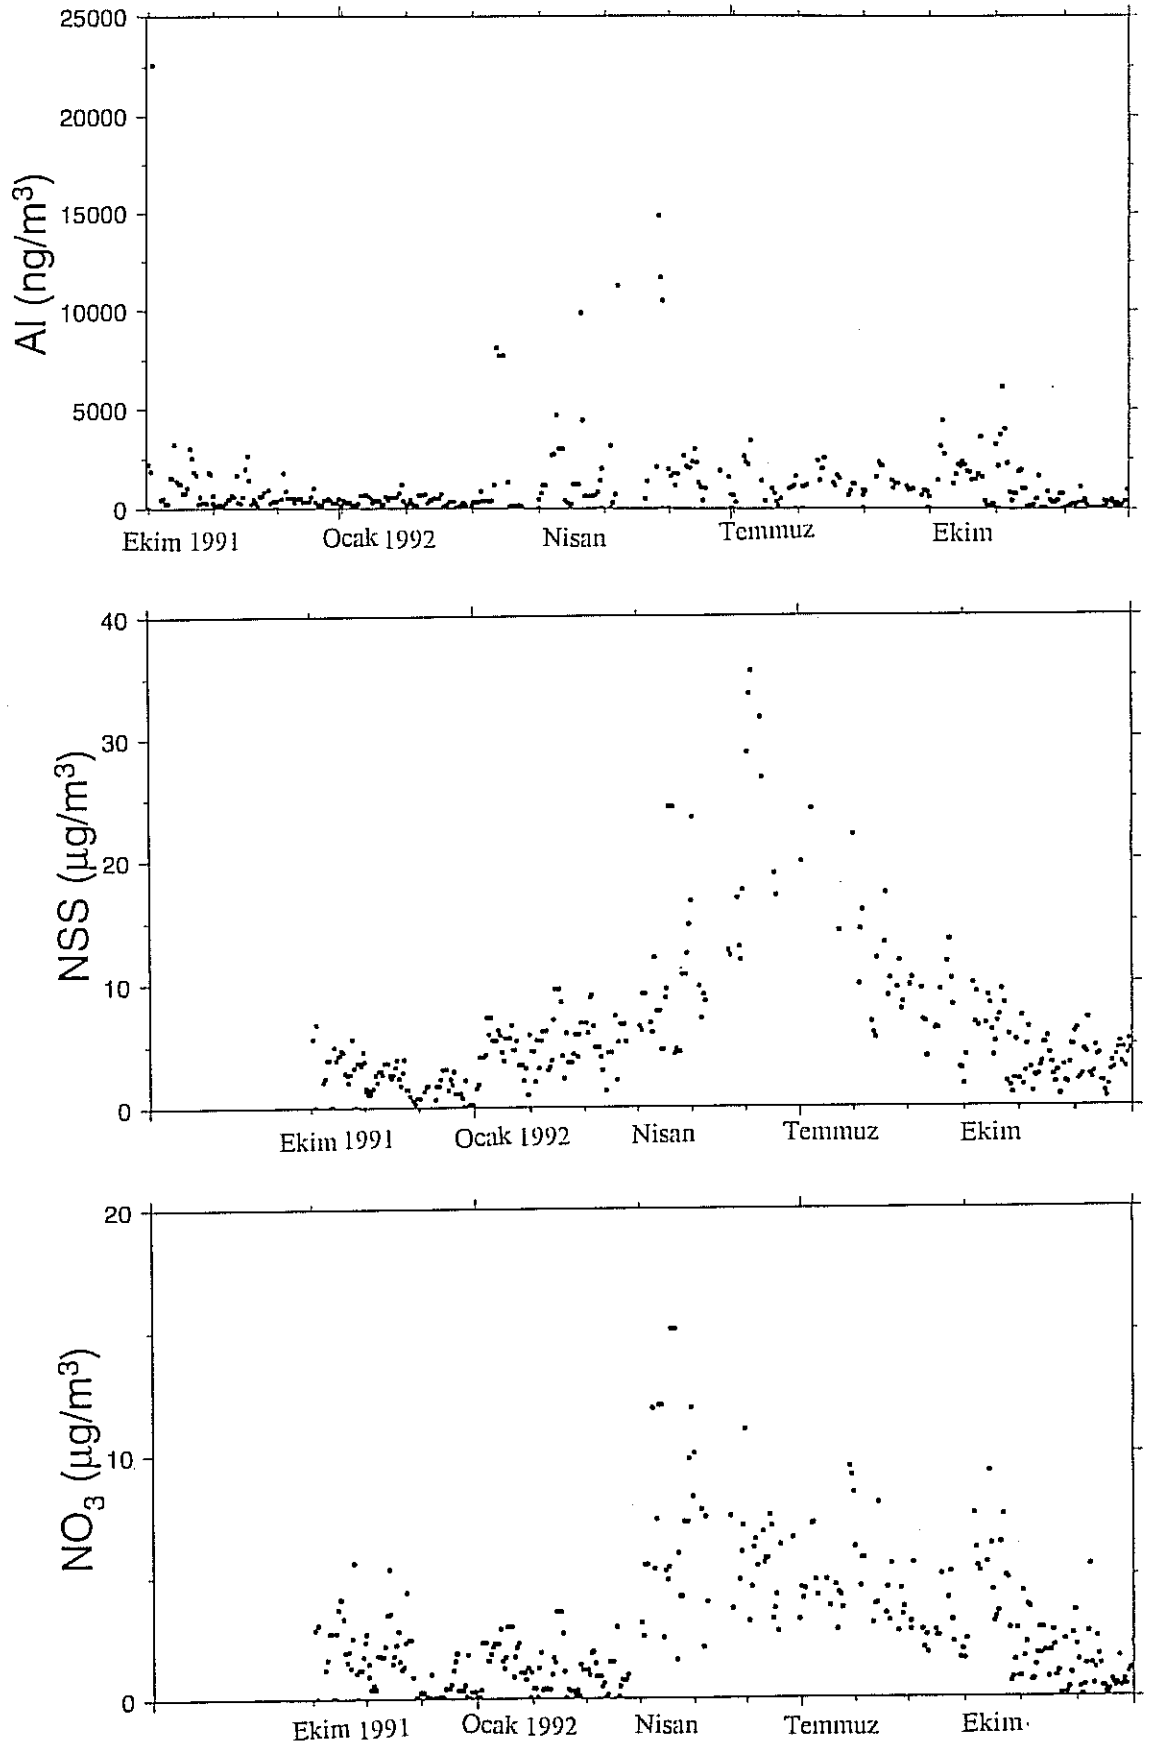 25000
20000
15000
10000
5000
0
Al (ng/m³)
Ekim 1991 Ocak 1992 Nisan Temmuz Ekim
40
30
20
10
0
NSS (µg/m³)
Ekim 1991 Ocak 1992 Nisan Temmuz Ekim
20
10
0
NO₃ (µg/m³)
Ekim 1991 Ocak 1992 Nisan Temmuz Ekim